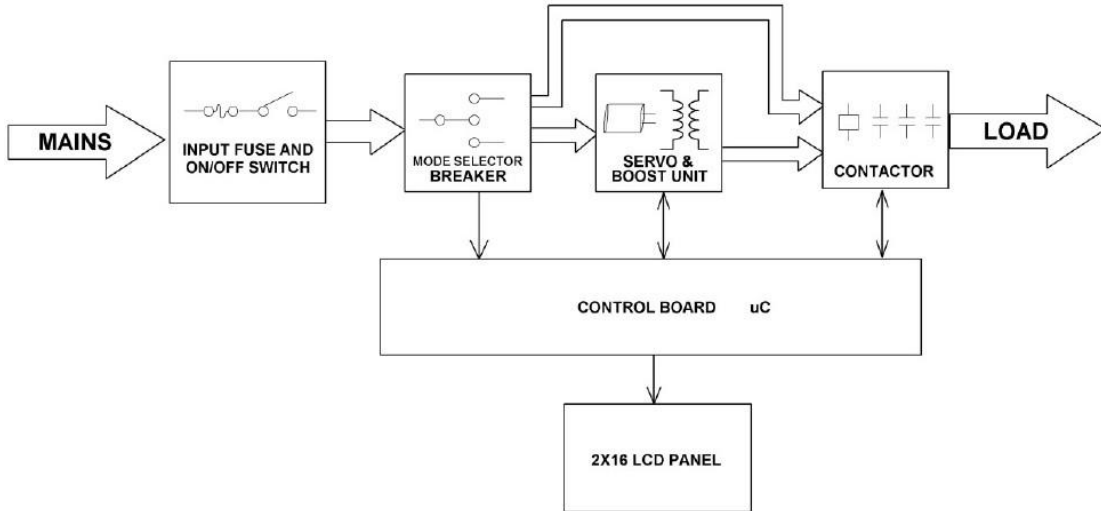 MAINS
INPUT FUSE AND
ON/OFF SWITCH
MODE SELECTOR
BREAKER
SERVO &
BOOST UNIT
CONTACTOR
LOAD
CONTROL BOARD uC
2X16 LCD PANEL